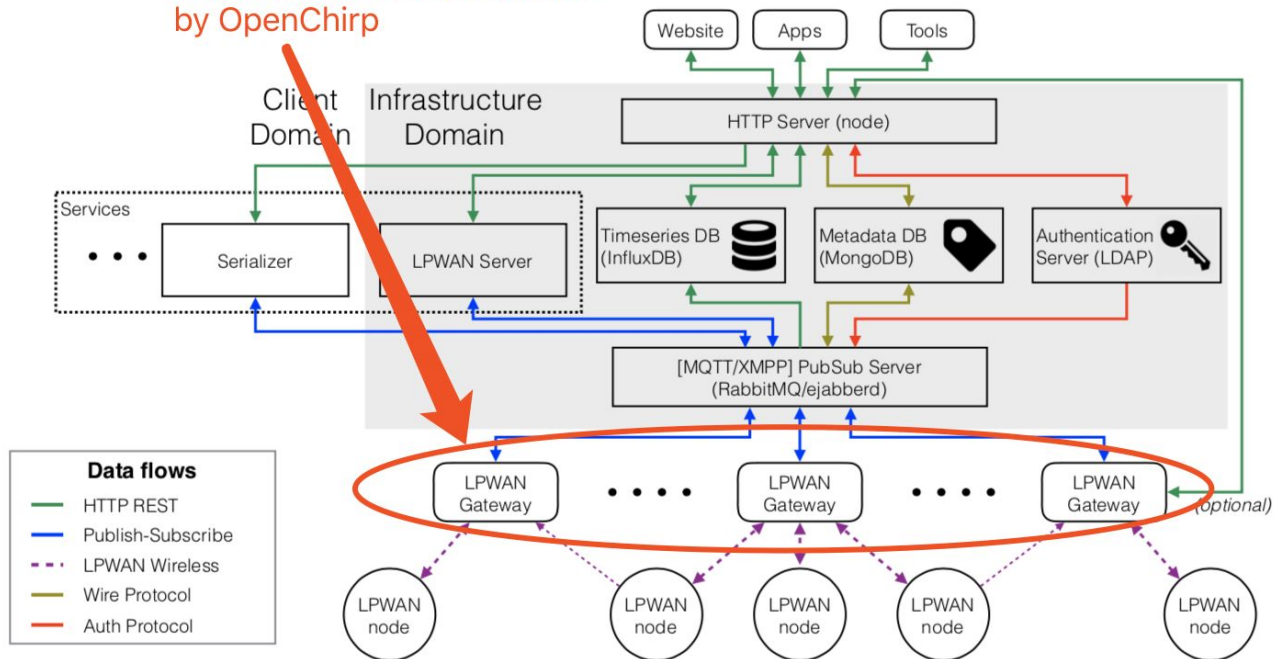 by OpenChirp
Website
Apps
Tools
Client
Domain
Infrastructure
Domain
HTTP Server (node)
Services
Serializer
LPWAN Server
Timeseries DB
(InfluxDB)
Metadata DB
(MongoDB)
Authentication
Server (LDAP)
[MQTT/XMPP] PubSub Server
(RabbitMQ/ejabberd)
LPWAN
Gateway
LPWAN
Gateway
LPWAN
Gateway
(optional)
Data flows
HTTP REST
Publish-Subscribe
LPWAN Wireless
Wire Protocol
Auth Protocol
LPWAN
node
LPWAN
node
LPWAN
node
LPWAN
node
LPWAN
node